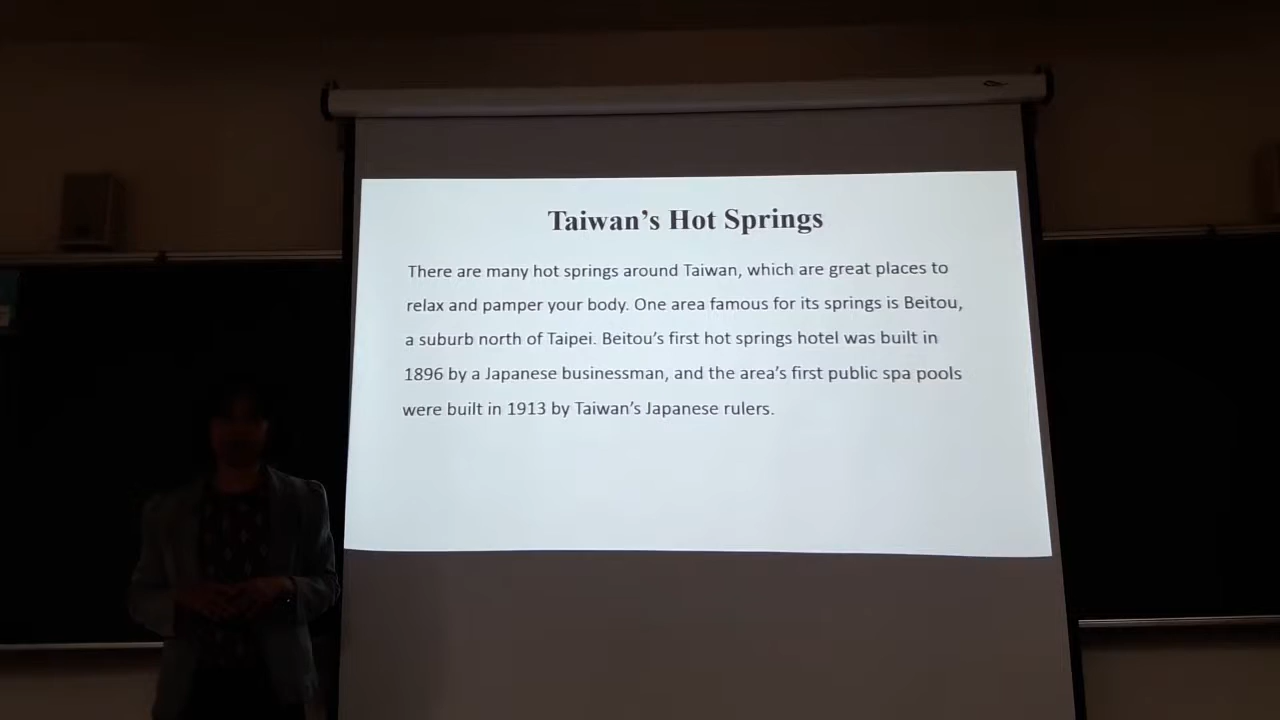 Taiwan’s Hot Springs
There are many hot springs around Taiwan, which are great places to
relax and pamper your body. One area famous for its springs is Beitou,
a suburb north of Taipei. Beitou’s first hot springs hotel was built in
1896 by a Japanese businessman, and the area’s first public spa pools
were built in 1913 by Taiwan’s Japanese rulers.